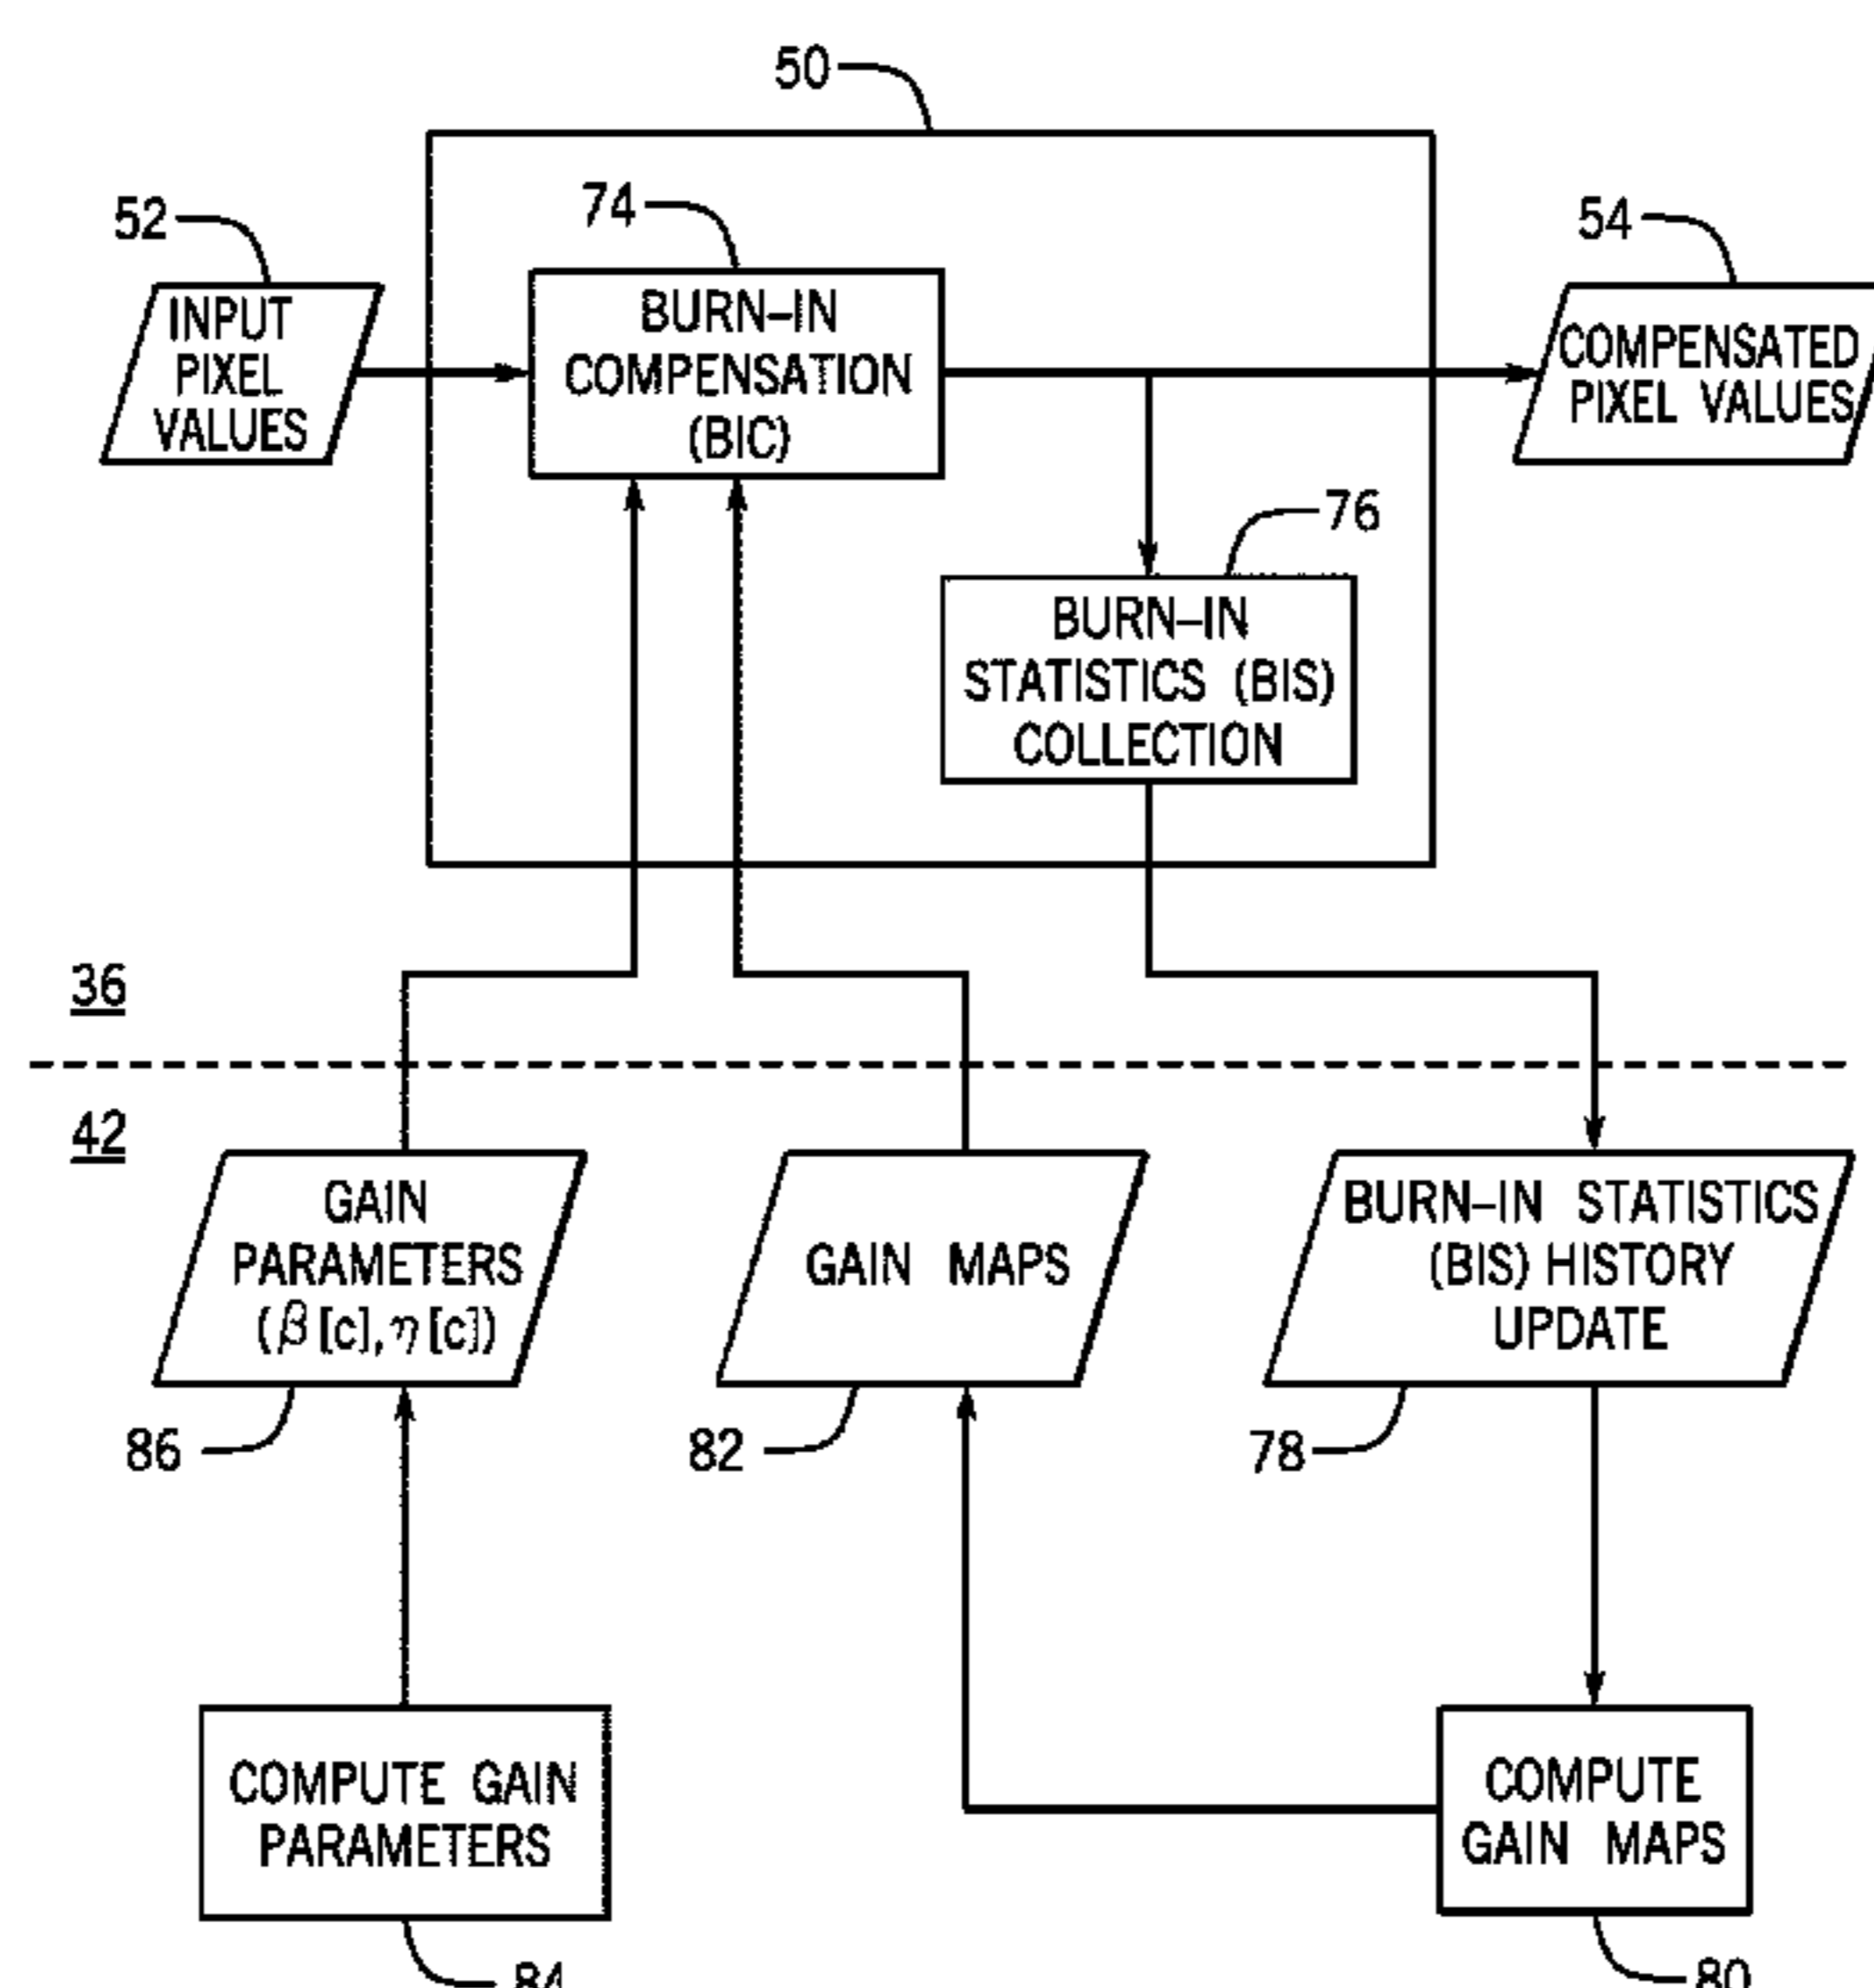 50
52
74
54
INPUT
PIXEL
VALUES
BURN-IN
COMPENSATION
(BIC)
COMPENSATED
PIXEL VALUES
76
BURN-IN
STATISTICS (BIS)
COLLECTION
36
42
GAIN
PARAMETERS
(β[c], η[c])
GAIN MAPS
BURN-IN STATISTICS
(BIS) HISTORY
UPDATE
86
82
78
COMPUTE GAIN
PARAMETERS
COMPUTE
GAIN MAPS
84
80